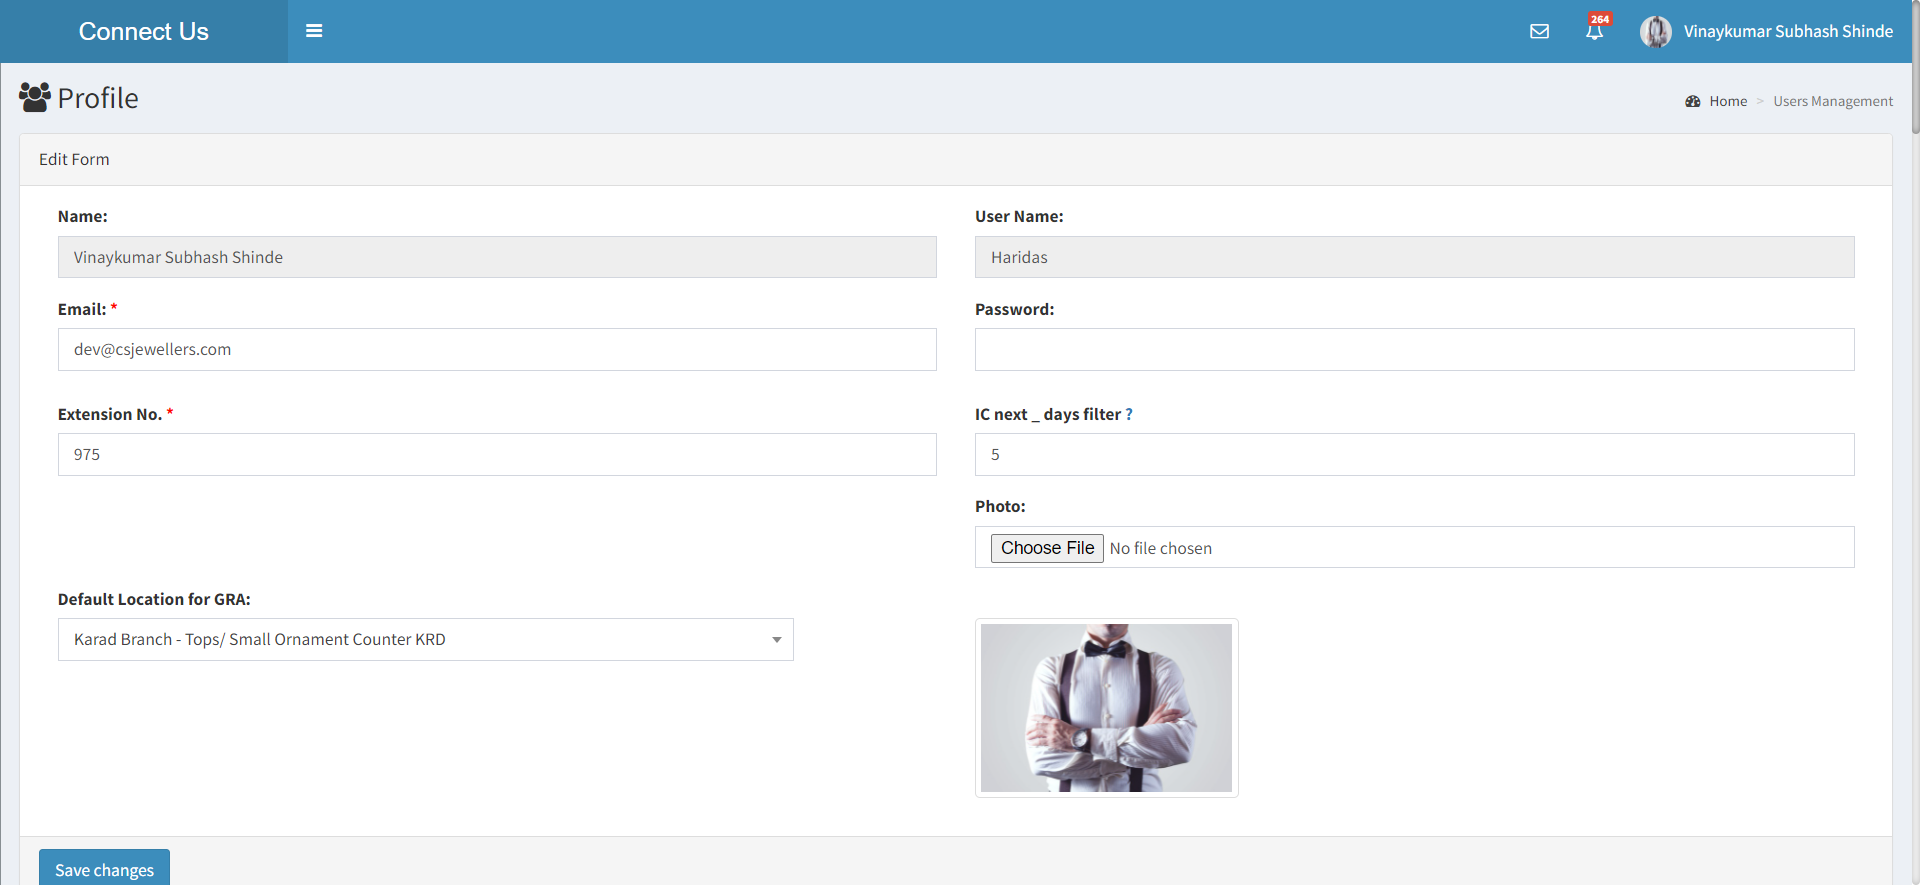 Connect Us
264
Vinaykumar Subhash Shinde
Profile
Home > Users Management
Edit Form
Name:
Vinaykumar Subhash Shinde
User Name:
Haridas
Email: *
dev@csjewellers.com
Password:
Extension No. *
975
IC next _ days filter ?
5
Photo:
Choose File No file chosen
Default Location for GRA:
Karad Branch - Tops/ Small Ornament Counter KRD
Save changes